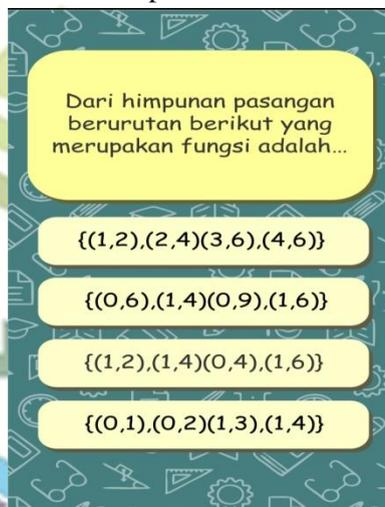 Dari himpunan pasangan
berurutan berikut yang
merupakan fungsi adalah...
{(1,2),(2,4)(3,6),(4,6)}
{(0,6),(1,4)(0,9),(1,6)}
{(1,2),(1,4)(0,4),(1,6)}
{(0,1),(0,2)(1,3),(1,4)}